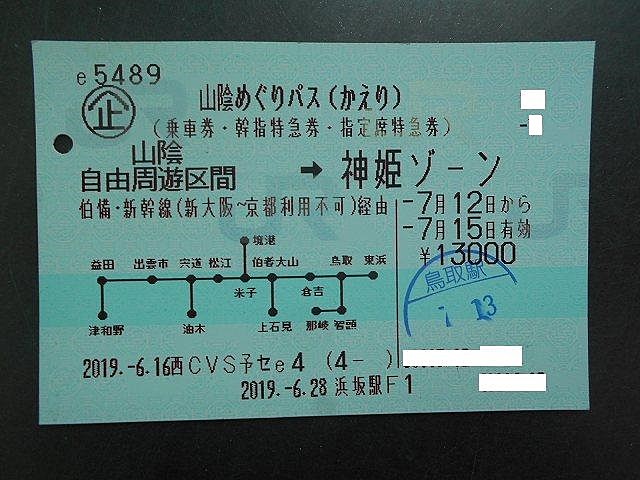 e5489
企
山陰めぐりパス(かえり)
(乗車券・幹指特急券・指定席特急券)
山陰
自由周遊区間 → 神姫ゾーン
伯備・新幹線(新大阪~京都利用不可)経由
-7月12日から
-7月15日有効
¥13000
境港
益田 出雲市 宍道 松江 伯耆大山 鳥取 東浜
米子 倉吉
津和野 油木 上石見 那岐 智頭
鳥取駅
13
2019.-6.16西CVS予セe4 (4- )
2019.-6.28 浜坂駅F1